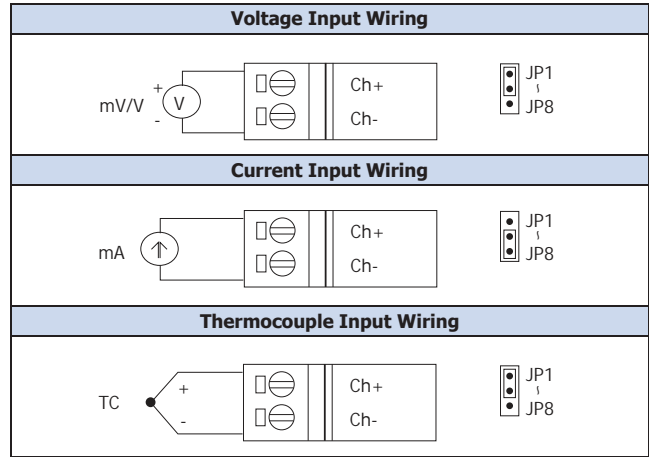 Voltage Input Wiring
mV/V + - V Ch+ Ch- JP1 ~ JP8
Current Input Wiring
mA Ch+ Ch- JP1 ~ JP8
Thermocouple Input Wiring
TC + - Ch+ Ch- JP1 ~ JP8